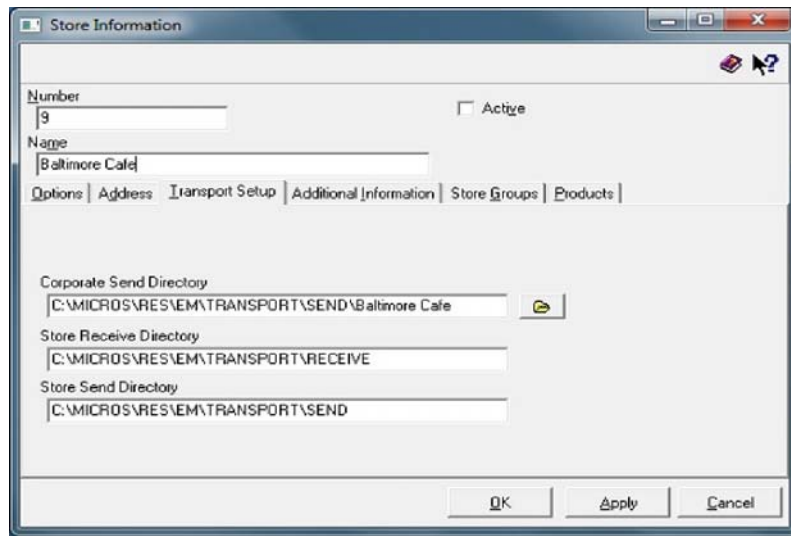 Store Information
Number
9
Active
Name
Baltimore Cafe
Options Address Transport Setup Additional Information Store Groups Products
Corporate Send Directory
C:\MICROS\RES\EM\TRANSPORT\SEND\Baltimore Cafe
Store Receive Directory
C:\MICROS\RES\EM\TRANSPORT\RECEIVE
Store Send Directory
C:\MICROS\RES\EM\TRANSPORT\SEND
OK Apply Cancel